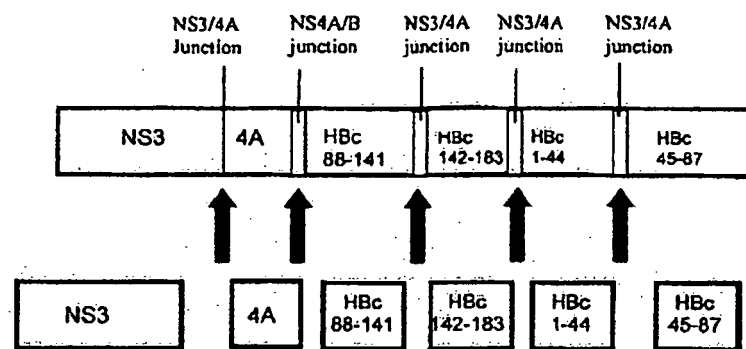 NS3/4A NS4A/B NS3/4A NS3/4A NS3/4A
Junction junction junction junction junction
NS3 4A HBc HBc HBc HBc
88-141 142-183 1-44 45-87
NS3 4A HBc HBc HBc HBc
88-141 142-183 1-44 45-87